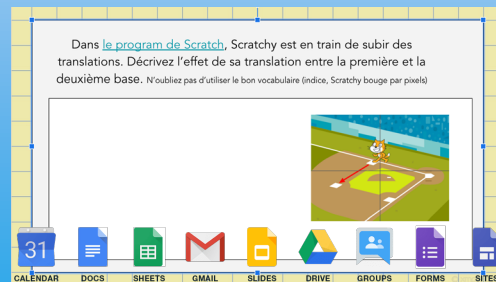 Dans le program de Scratch, Scratchy est en train de subir des
translations. Décrivez l'effet de sa translation entre la première et la
deuxième base. N'oubliez pas d'utiliser le bon vocabulaire (indice, Scratchy bouge par pixels)
31
CALENDAR DOCS SHEETS GMAIL SLIDES DRIVE GROUPS FORMS SITES